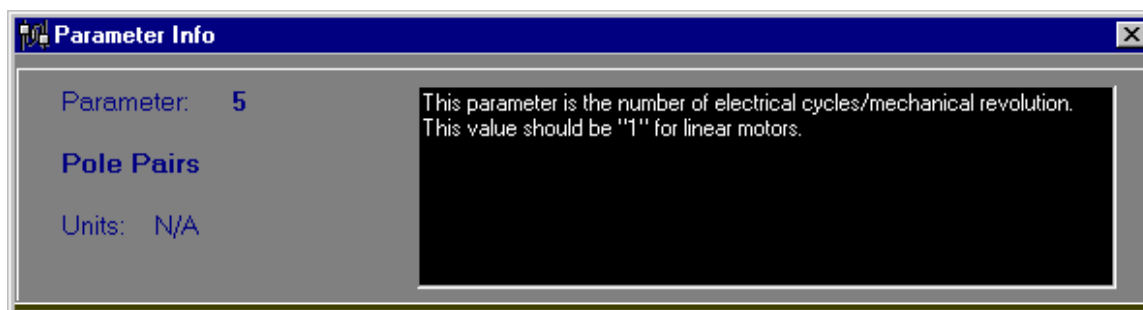 Parameter Info
Parameter: 5
Pole Pairs
Units: N/A
This parameter is the number of electrical cycles/mechanical revolution.
This value should be "1" for linear motors.